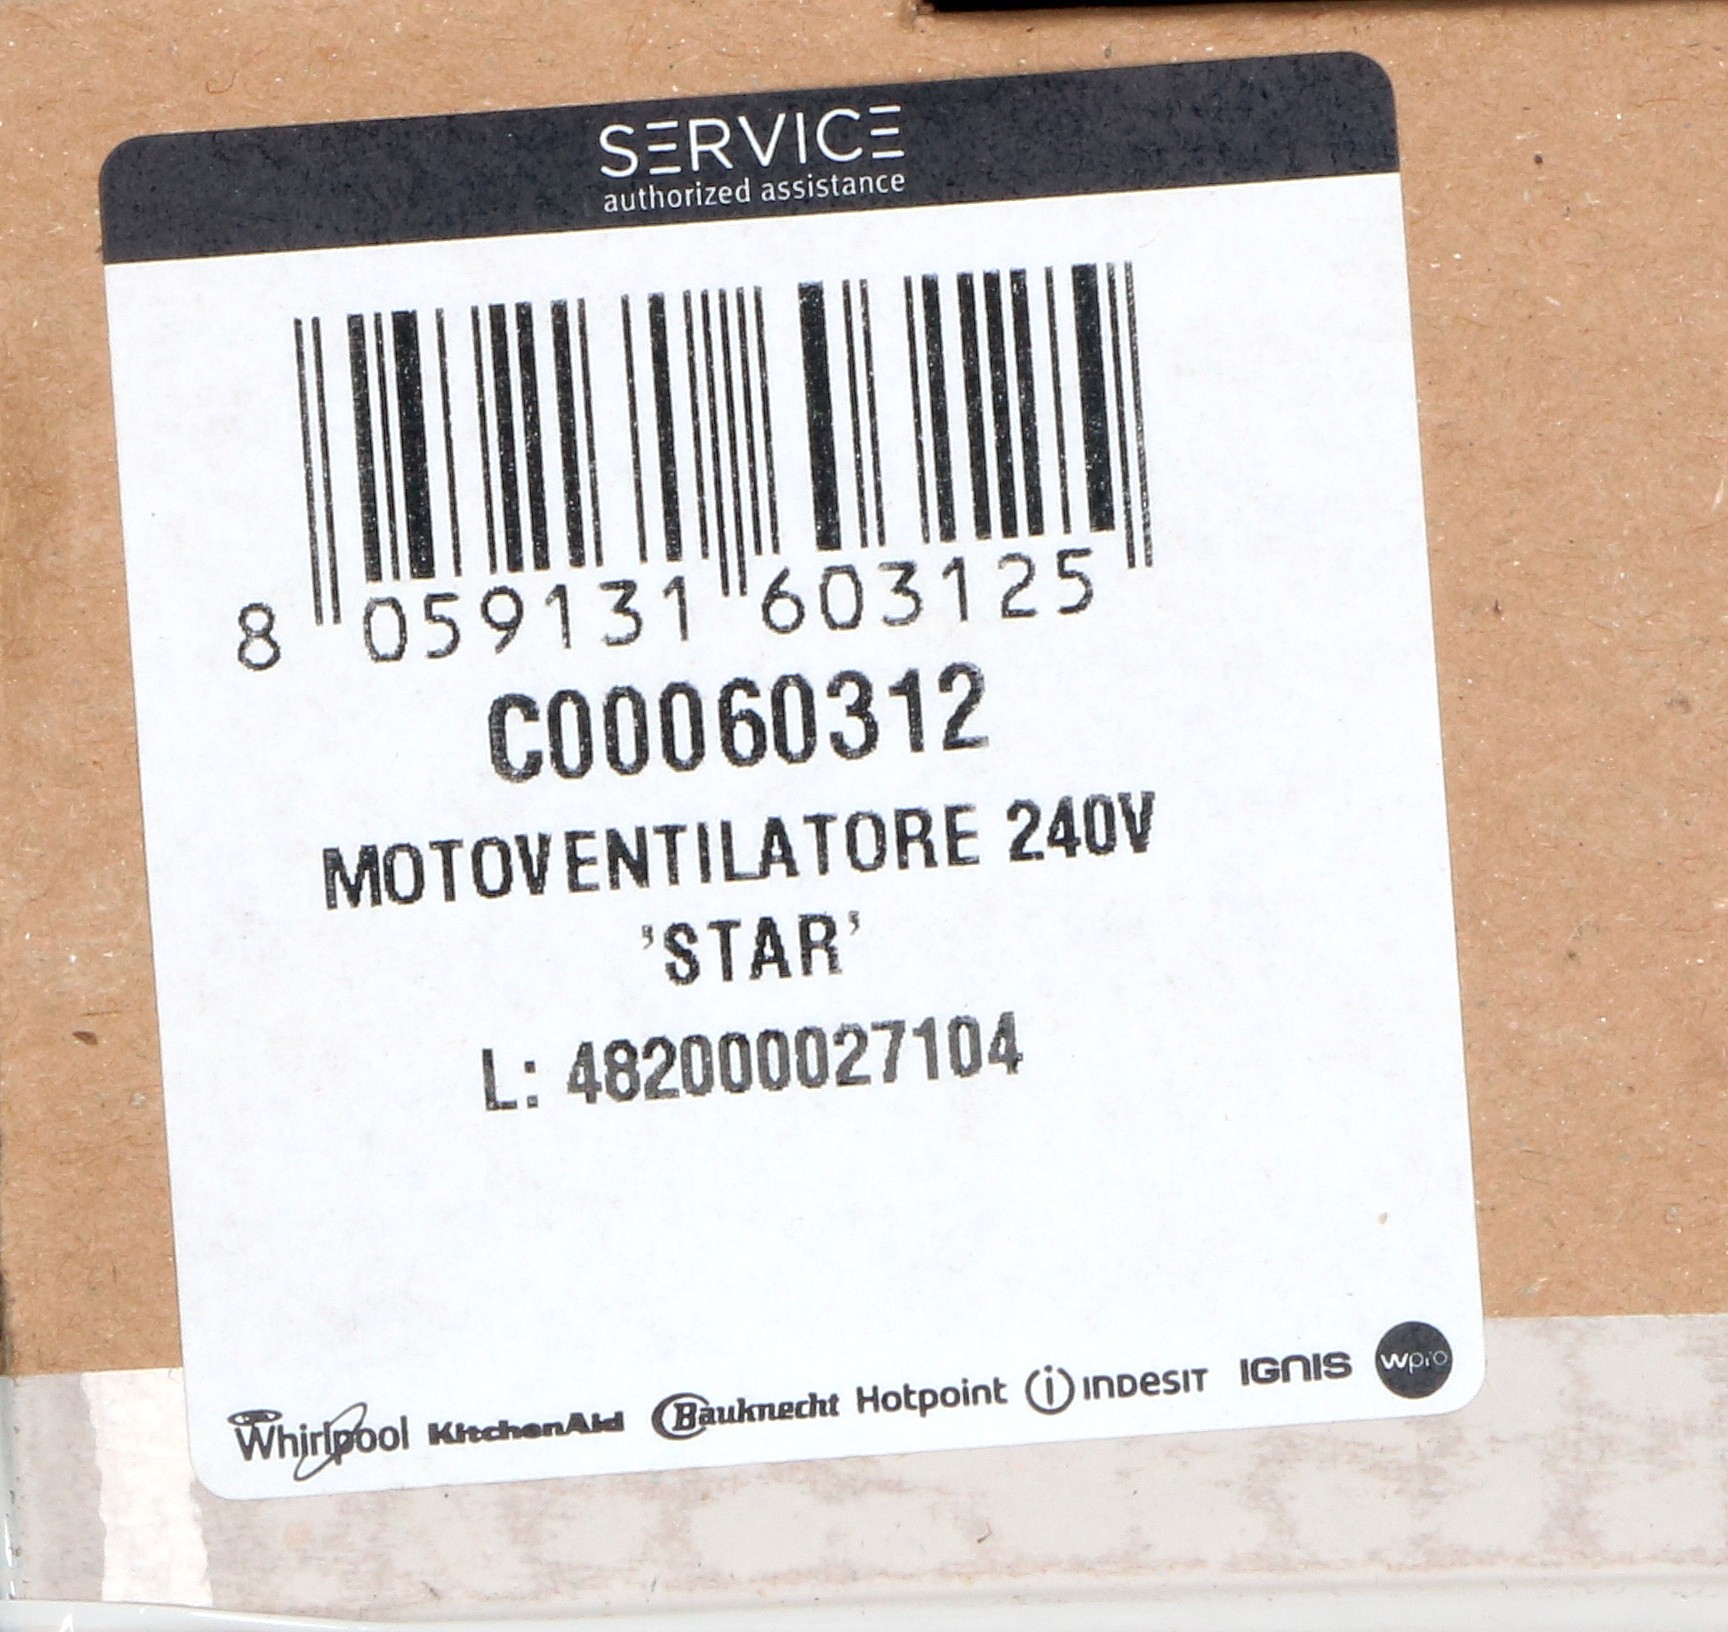 SERVICE
authorized assistance
8 059131 603125
C00060312
MOTOVENTILATORE 240V
'STAR'
L: 482000027104
Whirlpool KitchenAid Bauknecht Hotpoint INDESIT IGNIS wpro